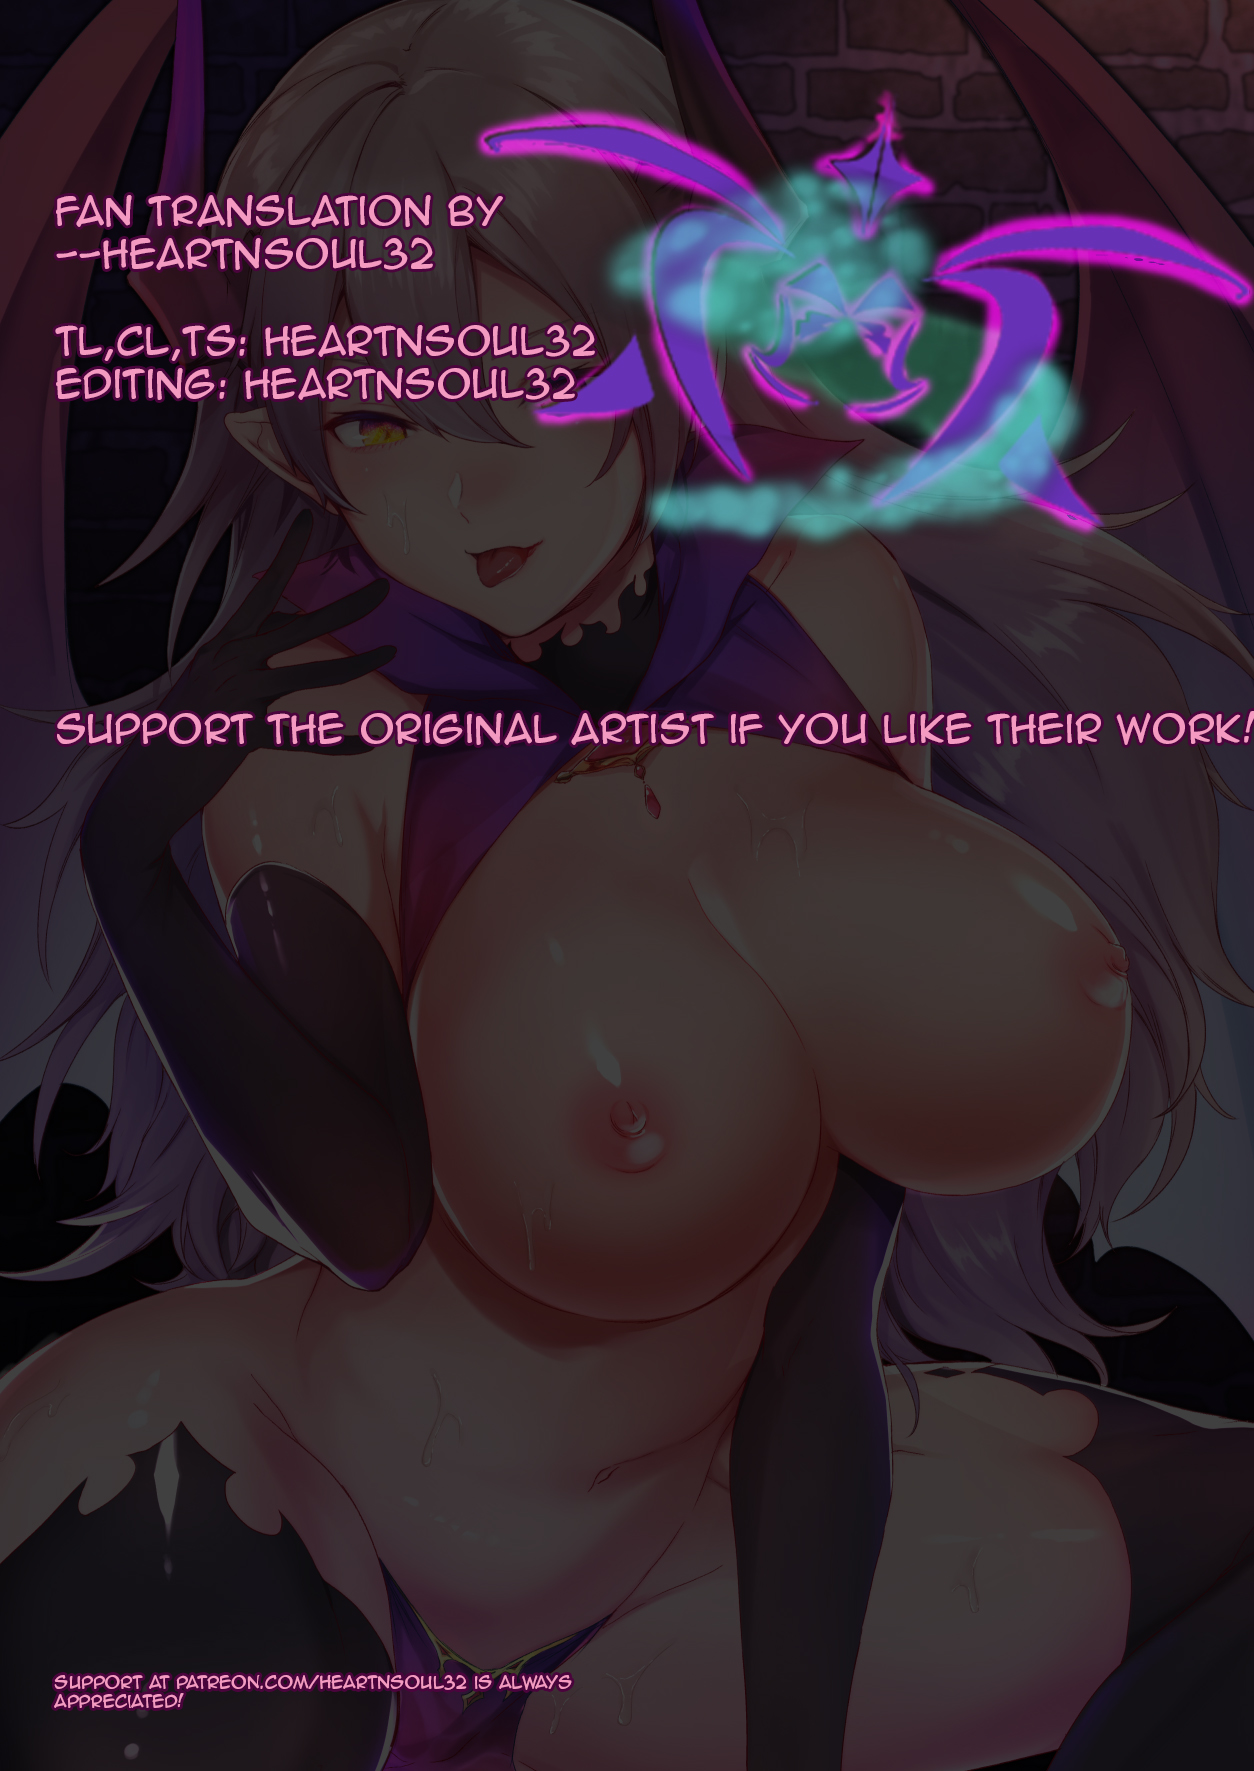 FAN TRANSLATION BY
--HEARTNSOUL32
TL,CL,TS: HEARTNSOUL32
EDITING: HEARTNSOUL32
SUPPORT THE ORIGINAL ARTIST IF YOU LIKE THEIR WORK!
SUPPORT AT PATREON.COM/HEARTNSOUL32 IS ALWAYS
APPRECIATED!